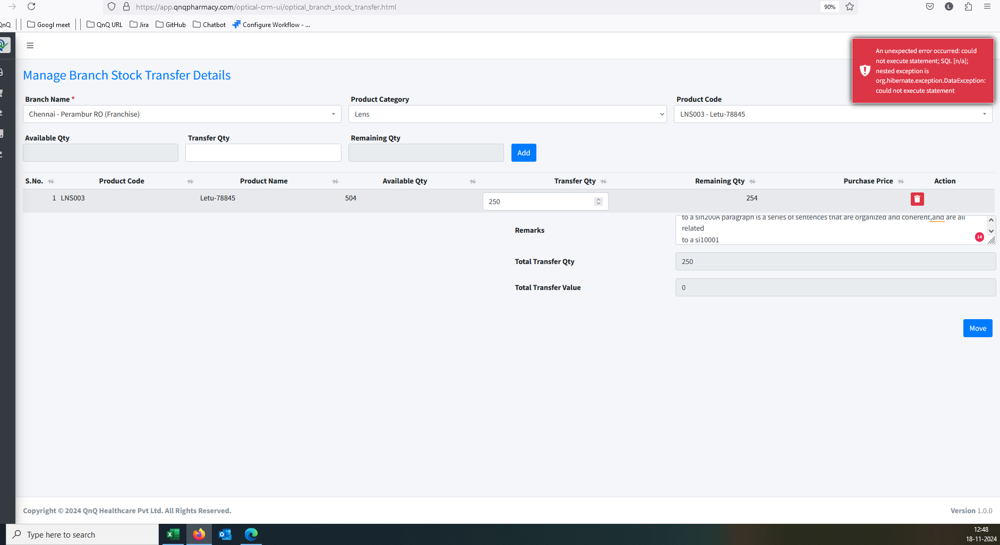 https://app.qnqpharmacy.com/optical-crm-ui/optical_branch_stock_transfer.html
90%
L
QnQ
Googl meet
QnQ URL
Jira
GitHub
Chatbot
Configure Workflow - ...
An unexpected error occurred: could
not execute statement; SQL [n/a];
nested exception is
org.hibernate.exception.DataException:
could not execute statement
Manage Branch Stock Transfer Details
Branch Name *
Product Category
Product Code
Chennai - Perambur RO (Franchise)
Lens
LNS003 - Letu-78845
Available Qty
Transfer Qty
Remaining Qty
Add
S.No. Product Code Product Name Available Qty Transfer Qty Remaining Qty Purchase Price Action
1 LNS003 Letu-78845 504 250 254
Remarks
to a sin200A paragraph is a series of sentences that are organized and coherent,and are all
related
to a si10001
14
Total Transfer Qty
250
Total Transfer Value
0
Move
Copyright © 2024 QnQ Healthcare Pvt Ltd. All Rights Reserved.
Version 1.0.0
Type here to search
12:48
18-11-2024